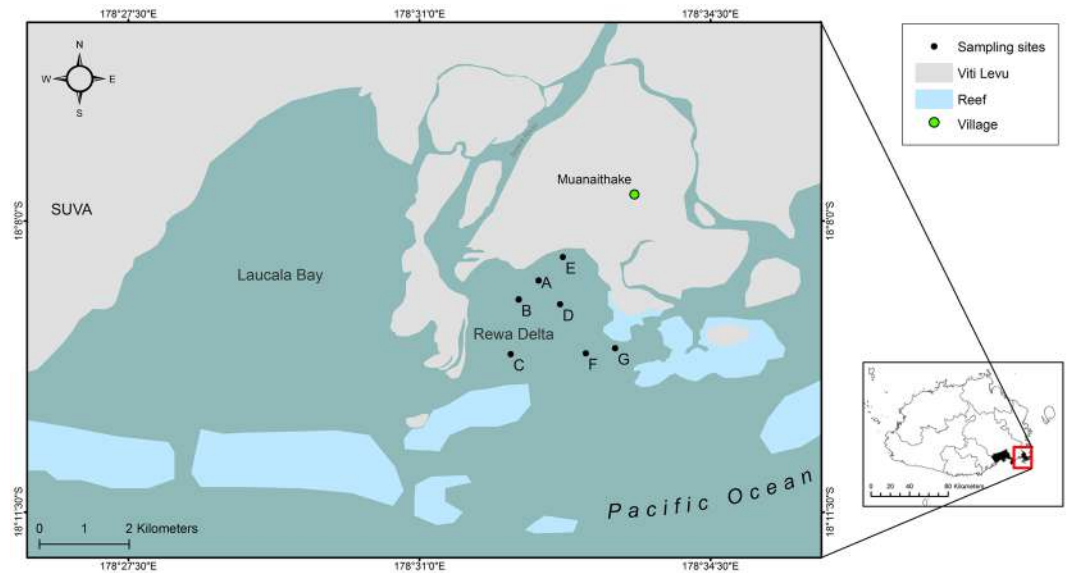 178°27'30"E
178°31'0"E
178°34'30"E
N
W
E
S
SUVA
Laucala Bay
Muanaithake
E
A
B
D
Rewa Delta
C
F
G
Pacific Ocean
18°8'0"S
18°8'0"S
18°11'30"S
18°11'30"S
0 1 2 Kilometers
178°27'30"E
178°31'0"E
178°34'30"E
Sampling sites
Viti Levu
Reef
Village
0 20 40 80 Kilometers